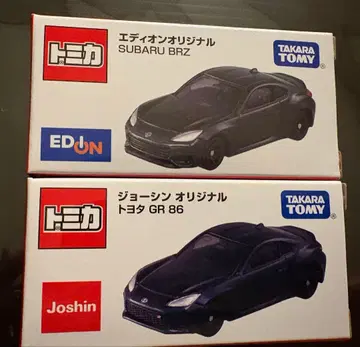 トミカ
エディオンオリジナル
SUBARU BRZ
TAKARA
TOMY
EDION
トミカ
ジョーシン オリジナル
トヨタ GR 86
TAKARA
TOMY
Joshin